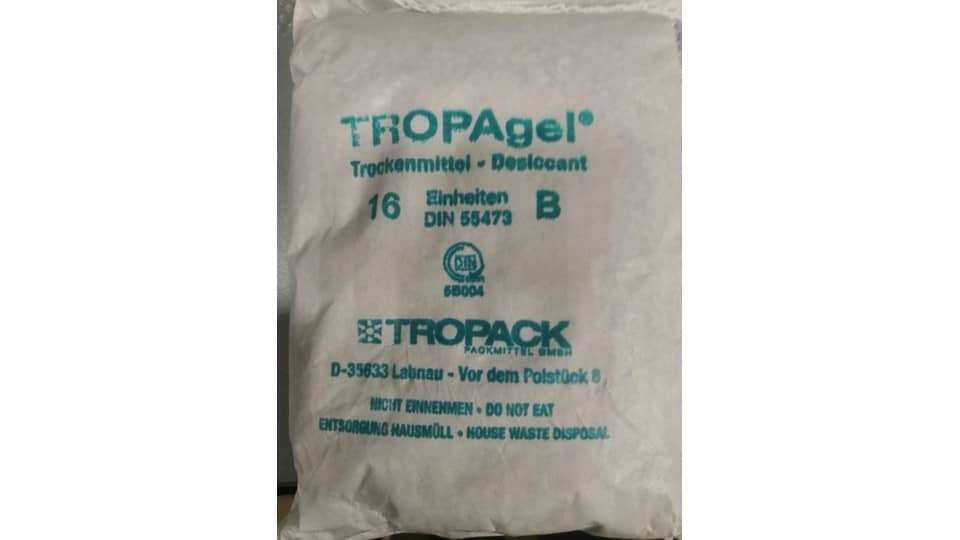 TROPAgel®
Trockenmittel - Desiccant
16 Einheiten B
DIN 55473
DIN
5B004
TROPACK
PACKMITTEL GMBH
D-35633 Lahnau - Vor dem Polstück 8
NICHT EINNEHMEN • DO NOT EAT
ENTSORGUNG HAUSMÜLL • HOUSE WASTE DISPOSAL